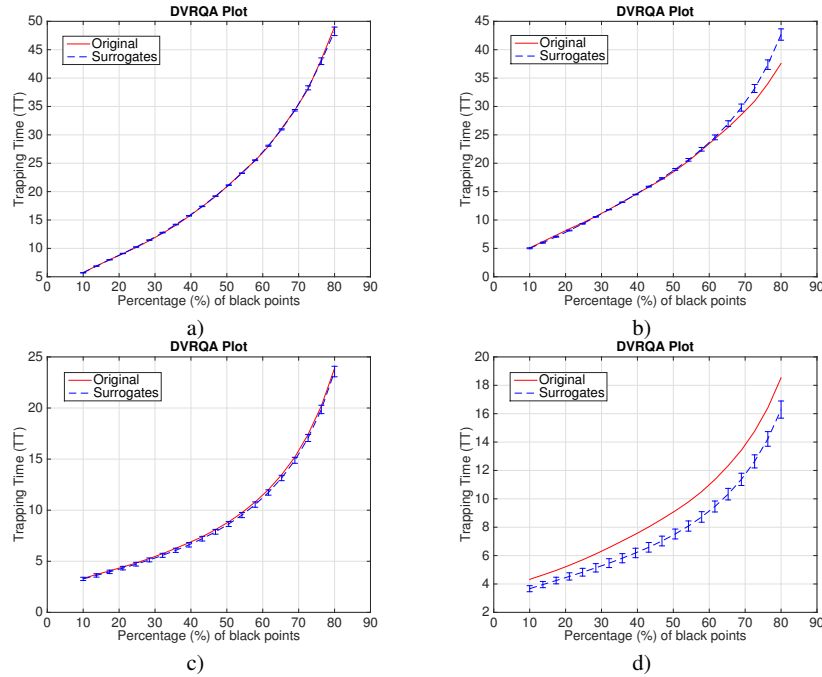 DVRQA Plot
Original
Surrogates
Trapping Time (TT)
50
45
40
35
30
25
20
15
10
5
0 10 20 30 40 50 60 70 80 90
Percentage (%) of black points
a)
DVRQA Plot
Original
Surrogates
Trapping Time (TT)
45
40
35
30
25
20
15
10
5
0
0 10 20 30 40 50 60 70 80 90
Percentage (%) of black points
b)
DVRQA Plot
Original
Surrogates
Trapping Time (TT)
25
20
15
10
5
0
0 10 20 30 40 50 60 70 80 90
Percentage (%) of black points
c)
DVRQA Plot
Original
Surrogates
Trapping Time (TT)
20
18
16
14
12
10
8
6
4
2
0 10 20 30 40 50 60 70 80 90
Percentage (%) of black points
d)